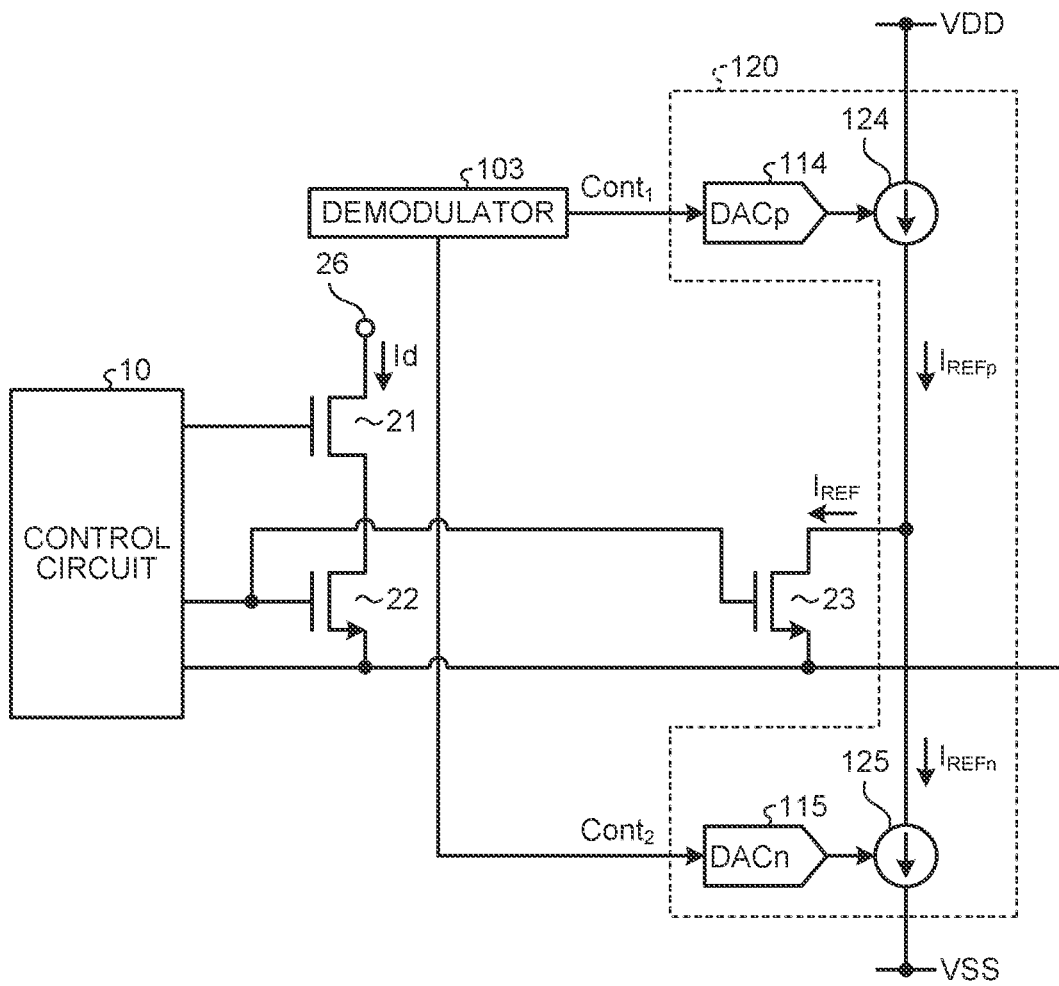 VDD
120
124
103
114
Cont1
DEMODULATOR
DACp
26
Id
IREFp
10
21
IREF
CONTROL
CIRCUIT
22
23
IREFn
125
115
Cont2
DACn
VSS